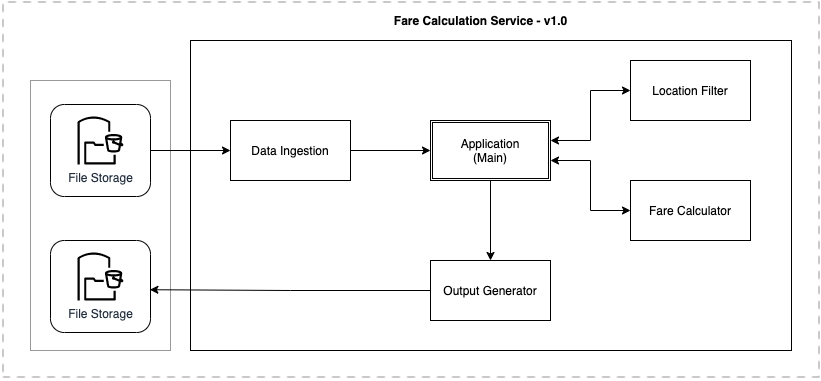 Fare Calculation Service - v1.0
Location Filter
File Storage
Data Ingestion
Application
(Main)
Fare Calculator
File Storage
Output Generator